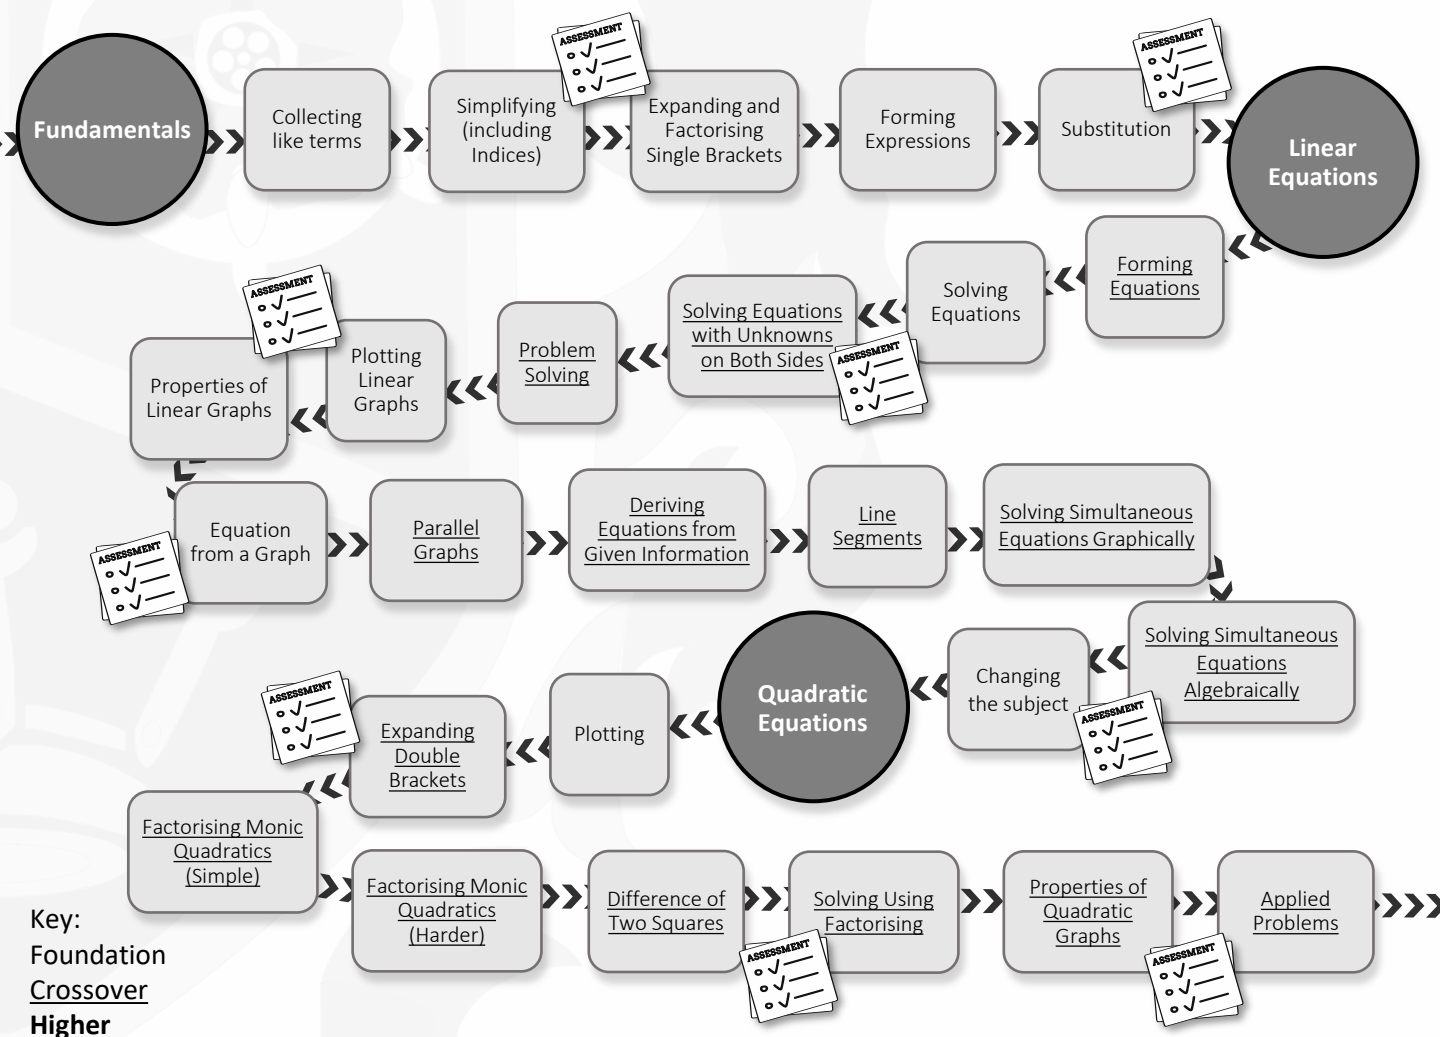 Fundamentals
Collecting
like terms
Simplifying
(including
Indices)
ASSESSMENT
Expanding and
Factorising
Single Brackets
Forming
Expressions
Substitution
ASSESSMENT
Linear
Equations
Forming
Equations
Solving
Equations
ASSESSMENT
Solving Equations
with Unknowns
on Both Sides
Problem
Solving
Plotting
Linear
Graphs
ASSESSMENT
Properties of
Linear Graphs
ASSESSMENT
Equation
from a Graph
Parallel
Graphs
Deriving
Equations from
Given Information
Line
Segments
Solving Simultaneous
Equations Graphically
Solving Simultaneous
Equations
Algebraically
ASSESSMENT
Changing
the subject
Quadratic
Equations
Plotting
Expanding
Double
Brackets
ASSESSMENT
Factorising Monic
Quadratics
(Simple)
Factorising Monic
Quadratics
(Harder)
Difference of
Two Squares
ASSESSMENT
Solving Using
Factorising
Properties of
Quadratic
Graphs
ASSESSMENT
Applied
Problems
Key:
Foundation
Crossover
Higher